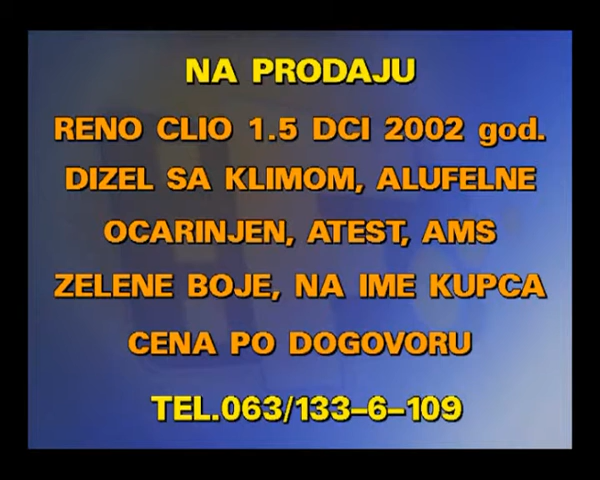 NA PRODAJU
RENO CLIO 1.5 DCI 2002 god.
DIZEL SA KLIMOM, ALUFELNE
OCARINJEN, ATEST, AMS
ZELENE BOJE, NA IME KUPCA
CENA PO DOGOVORU
TEL.063/133-6-109